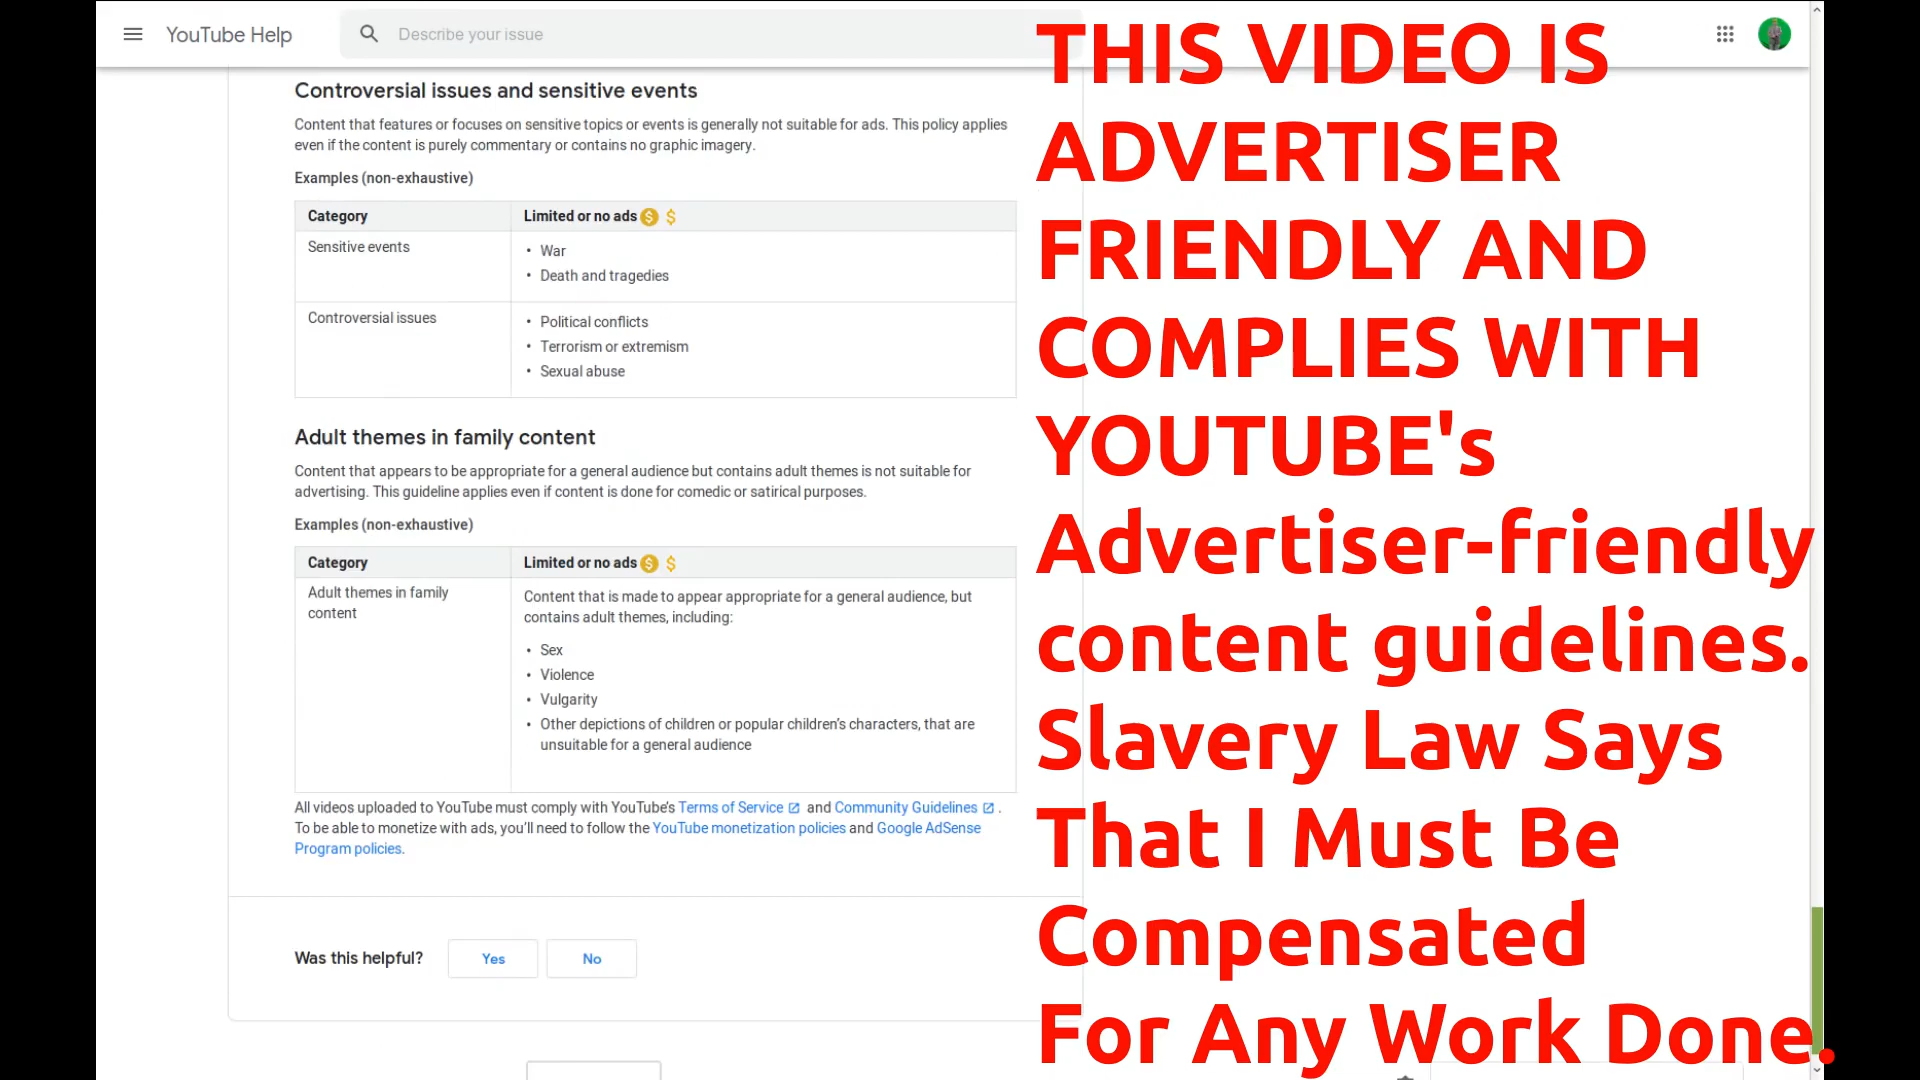 YouTube Help
Describe your issue
Controversial issues and sensitive events
Content that features or focuses on sensitive topics or events is generally not suitable for ads. This policy applies
even if the content is purely commentary or contains no graphic imagery.
Examples (non-exhaustive)
Category Limited or no ads $ $
Sensitive events
• War
• Death and tragedies
Controversial issues
• Political conflicts
• Terrorism or extremism
• Sexual abuse
Adult themes in family content
Content that appears to be appropriate for a general audience but contains adult themes is not suitable for
advertising. This guideline applies even if content is done for comedic or satirical purposes.
Examples (non-exhaustive)
Category Limited or no ads $ $
Adult themes in family
content
Content that is made to appear appropriate for a general audience, but
contains adult themes, including:
• Sex
• Violence
• Vulgarity
• Other depictions of children or popular children's characters, that are
unsuitable for a general audience
All videos uploaded to YouTube must comply with YouTube's Terms of Service and Community Guidelines .
To be able to monetize with ads, you'll need to follow the YouTube monetization policies and Google AdSense
Program policies.
Was this helpful? Yes No
THIS VIDEO IS
ADVERTISER
FRIENDLY AND
COMPLIES WITH
YOUTUBE's
Advertiser-friendly
content guidelines.
Slavery Law Says
That I Must Be
Compensated
For Any Work Done.